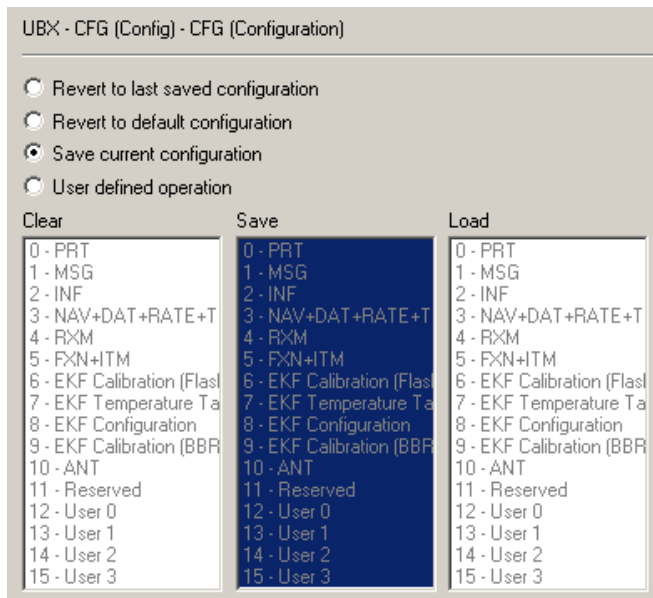 UBX - CFG (Config) - CFG (Configuration)
Revert to last saved configuration
Revert to default configuration
Save current configuration
User defined operation
Clear
0 - PRT
1 - MSG
2 - INF
3 - NAV+DAT+RATE+T
4 - RXM
5 - FXN+ITM
6 - EKF Calibration (Flasl
7 - EKF Temperature Ta
8 - EKF Configuration
9 - EKF Calibration (BBR
10 - ANT
11 - Reserved
12 - User 0
13 - User 1
14 - User 2
15 - User 3
Save
0 - PRT
1 - MSG
2 - INF
3 - NAV+DAT+RATE+T
4 - RXM
5 - FXN+ITM
6 - EKF Calibration (Flasl
7 - EKF Temperature Ta
8 - EKF Configuration
9 - EKF Calibration (BBR
10 - ANT
11 - Reserved
12 - User 0
13 - User 1
14 - User 2
15 - User 3
Load
0 - PRT
1 - MSG
2 - INF
3 - NAV+DAT+RATE+T
4 - RXM
5 - FXN+ITM
6 - EKF Calibration (Flasl
7 - EKF Temperature Ta
8 - EKF Configuration
9 - EKF Calibration (BBR
10 - ANT
11 - Reserved
12 - User 0
13 - User 1
14 - User 2
15 - User 3